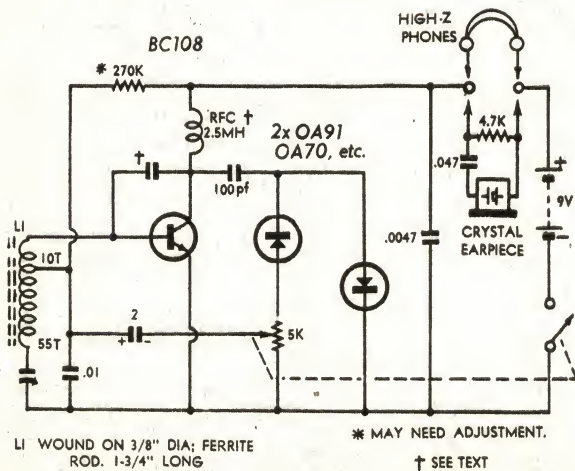 HIGH-Z
PHONES
BC108
* 270K
RFC †
2.5MH
2x OA91
OA70, etc.
4.7K
.047
+
9V
†
100pf
CRYSTAL
EARPIECE
.0047
L1
10T
55T
2
+ -
5K
.01
L1 WOUND ON 3/8" DIA; FERRITE
ROD. 1-3/4" LONG
* MAY NEED ADJUSTMENT.
† SEE TEXT